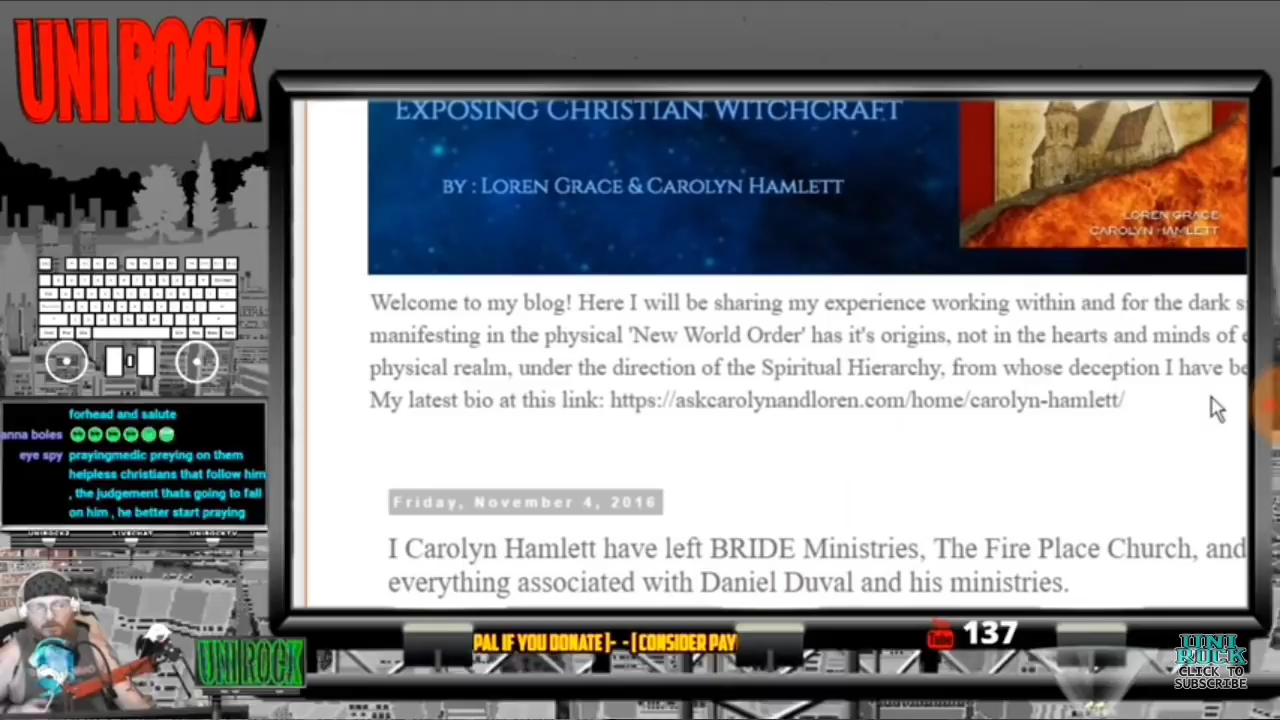 UNI ROCK
EXPOSING CHRISTIAN WITCHCRAFT
BY : LOREN GRACE & CAROLYN HAMLETT
LOREN GRACE
CAROLYN HAMLETT
Welcome to my blog! Here I will be sharing my experience working within and for the dark
manifesting in the physical 'New World Order' has it's origins, not in the hearts and minds of
physical realm, under the direction of the Spiritual Hierarchy, from whose deception I have
My latest bio at this link: https://askcarolynandloren.com/home/carolyn-hamlett/
Friday, November 4, 2016
I Carolyn Hamlett have left BRIDE Ministries, The Fire Place Church, and
everything associated with Daniel Duval and his ministries.
forhead and salute
anna boles
eye spy prayingmedic preying on them
helpless christians that follow him
, the judgement thats going to fall
on him , he better start praying
UNIROCK2 LIVECHAT UNIROCKTV
UNI ROCK
PAL IF YOU DONATE ]- -[ CONSIDER PAY
You Tube 137
UNI
ROCK
CLICK TO
SUBSCRIBE